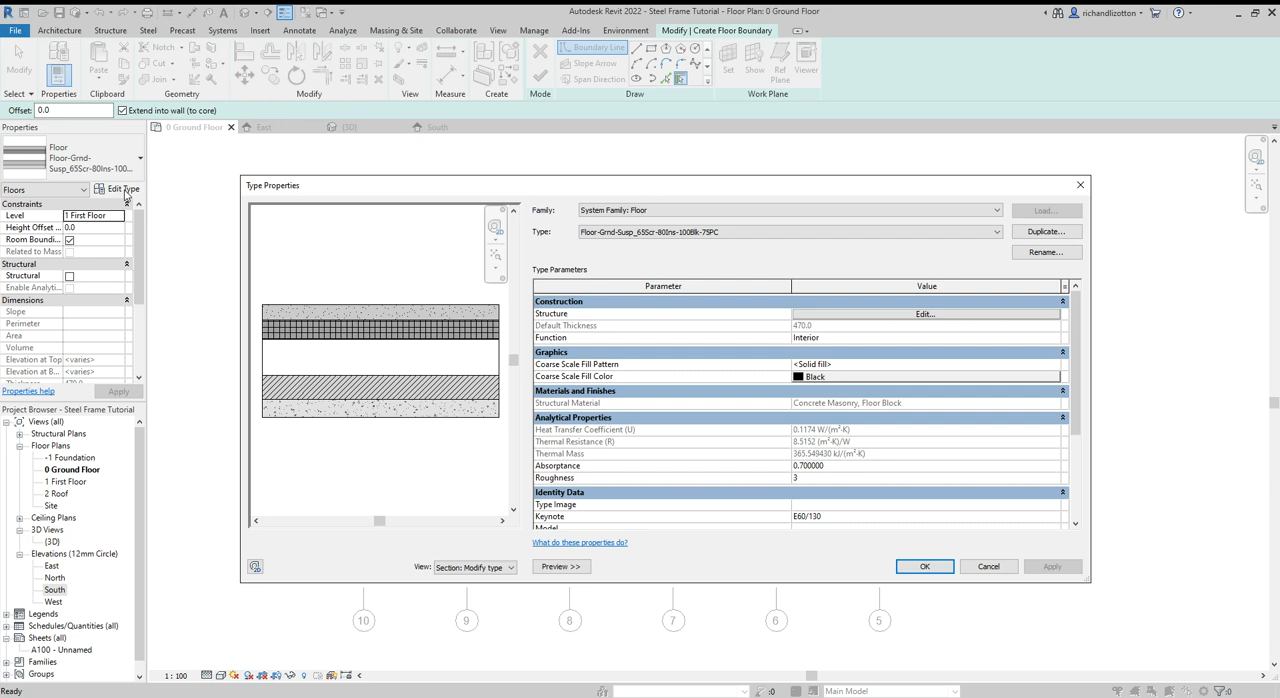 Autodesk Revit 2022 - Steel Frame Tutorial - Floor Plan: 0 Ground Floor
richandlizotton
File
Architecture
Structure
Steel
Precast
Systems
Insert
Annotate
Analyze
Massing & Site
Collaborate
View
Manage
Add-Ins
Environment
Modify | Create Floor Boundary
Modify
Paste
Notch
Cut
Join
Boundary Line
Slope Arrow
Span Direction
Set
Show
Ref
Plane
Viewer
Select
Properties
Clipboard
Geometry
Modify
View
Measure
Create
Mode
Draw
Work Plane
Offset: 0.0
Extend into wall (to core)
Properties
0 Ground Floor
East
{3D}
South
Floor
Floor-Grnd-
Susp_65Scr-80Ins-100...
Floors
Edit Type
Constraints
Level 1 First Floor
Height Offset ... 0.0
Room Boundi...
Related to Mass
Structural
Structural
Enable Analyti...
Dimensions
Slope
Perimeter
Area
Volume
Elevation at Top <varies>
Elevation at B... <varies>
Thickness 470.0
Properties help
Apply
Project Browser - Steel Frame Tutorial
Views (all)
Structural Plans
Floor Plans
-1 Foundation
0 Ground Floor
1 First Floor
2 Roof
Site
Ceiling Plans
3D Views
{3D}
Elevations (12mm Circle)
East
North
South
West
Legends
Schedules/Quantities (all)
Sheets (all)
A100 - Unnamed
Families
Groups
Type Properties
Family: System Family: Floor
Load...
Type: Floor-Grnd-Susp_65Scr-80Ins-100Blk-75PC
Duplicate...
Rename...
Type Parameters
Parameter Value =
Construction
Structure Edit...
Default Thickness 470.0
Function Interior
Graphics
Coarse Scale Fill Pattern <Solid fill>
Coarse Scale Fill Color Black
Materials and Finishes
Structural Material Concrete Masonry, Floor Block
Analytical Properties
Heat Transfer Coefficient (U) 0.1174 W/(m²·K)
Thermal Resistance (R) 8.5152 (m²·K)/W
Thermal Mass 365.549430 kJ/(m²·K)
Absorptance 0.700000
Roughness 3
Identity Data
Type Image
Keynote E60/130
Model
What do these properties do?
View: Section: Modify type
Preview >>
OK
Cancel
Apply
10 9 8 7 6 5
1 : 100
Ready
:0
Main Model
:0